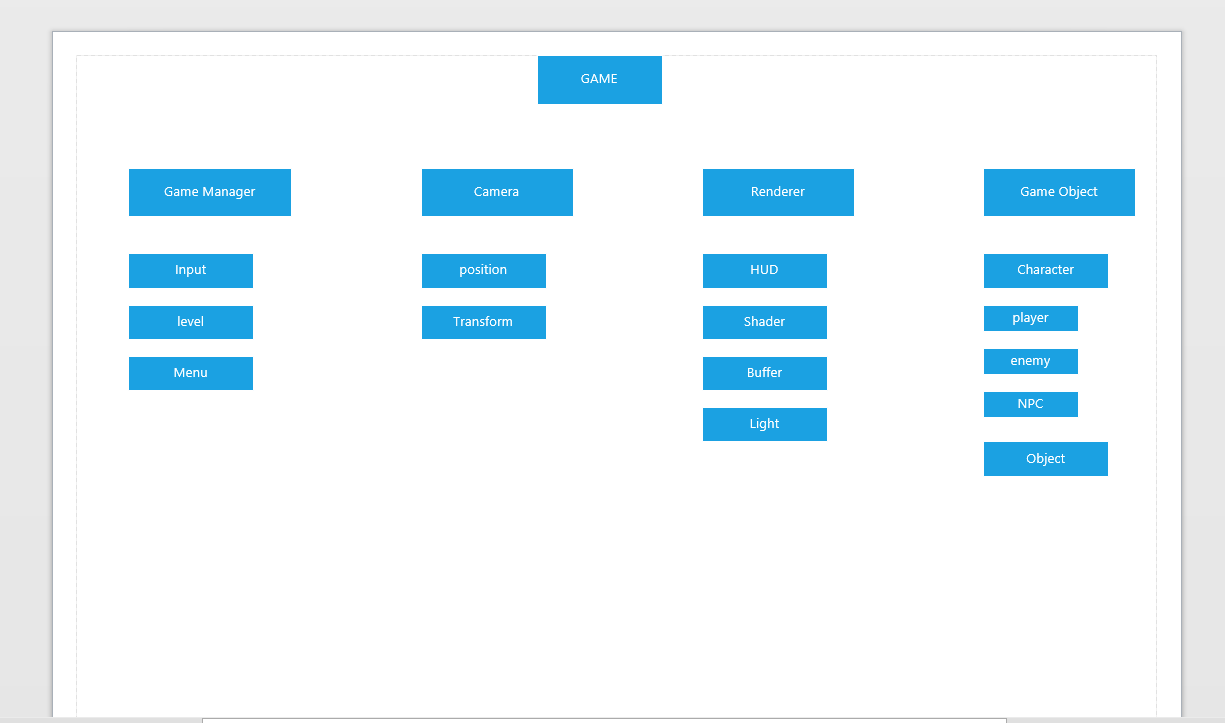 GAME
Game Manager
Input
level
Menu
Camera
position
Transform
Renderer
HUD
Shader
Buffer
Light
Game Object
Character
player
enemy
NPC
Object